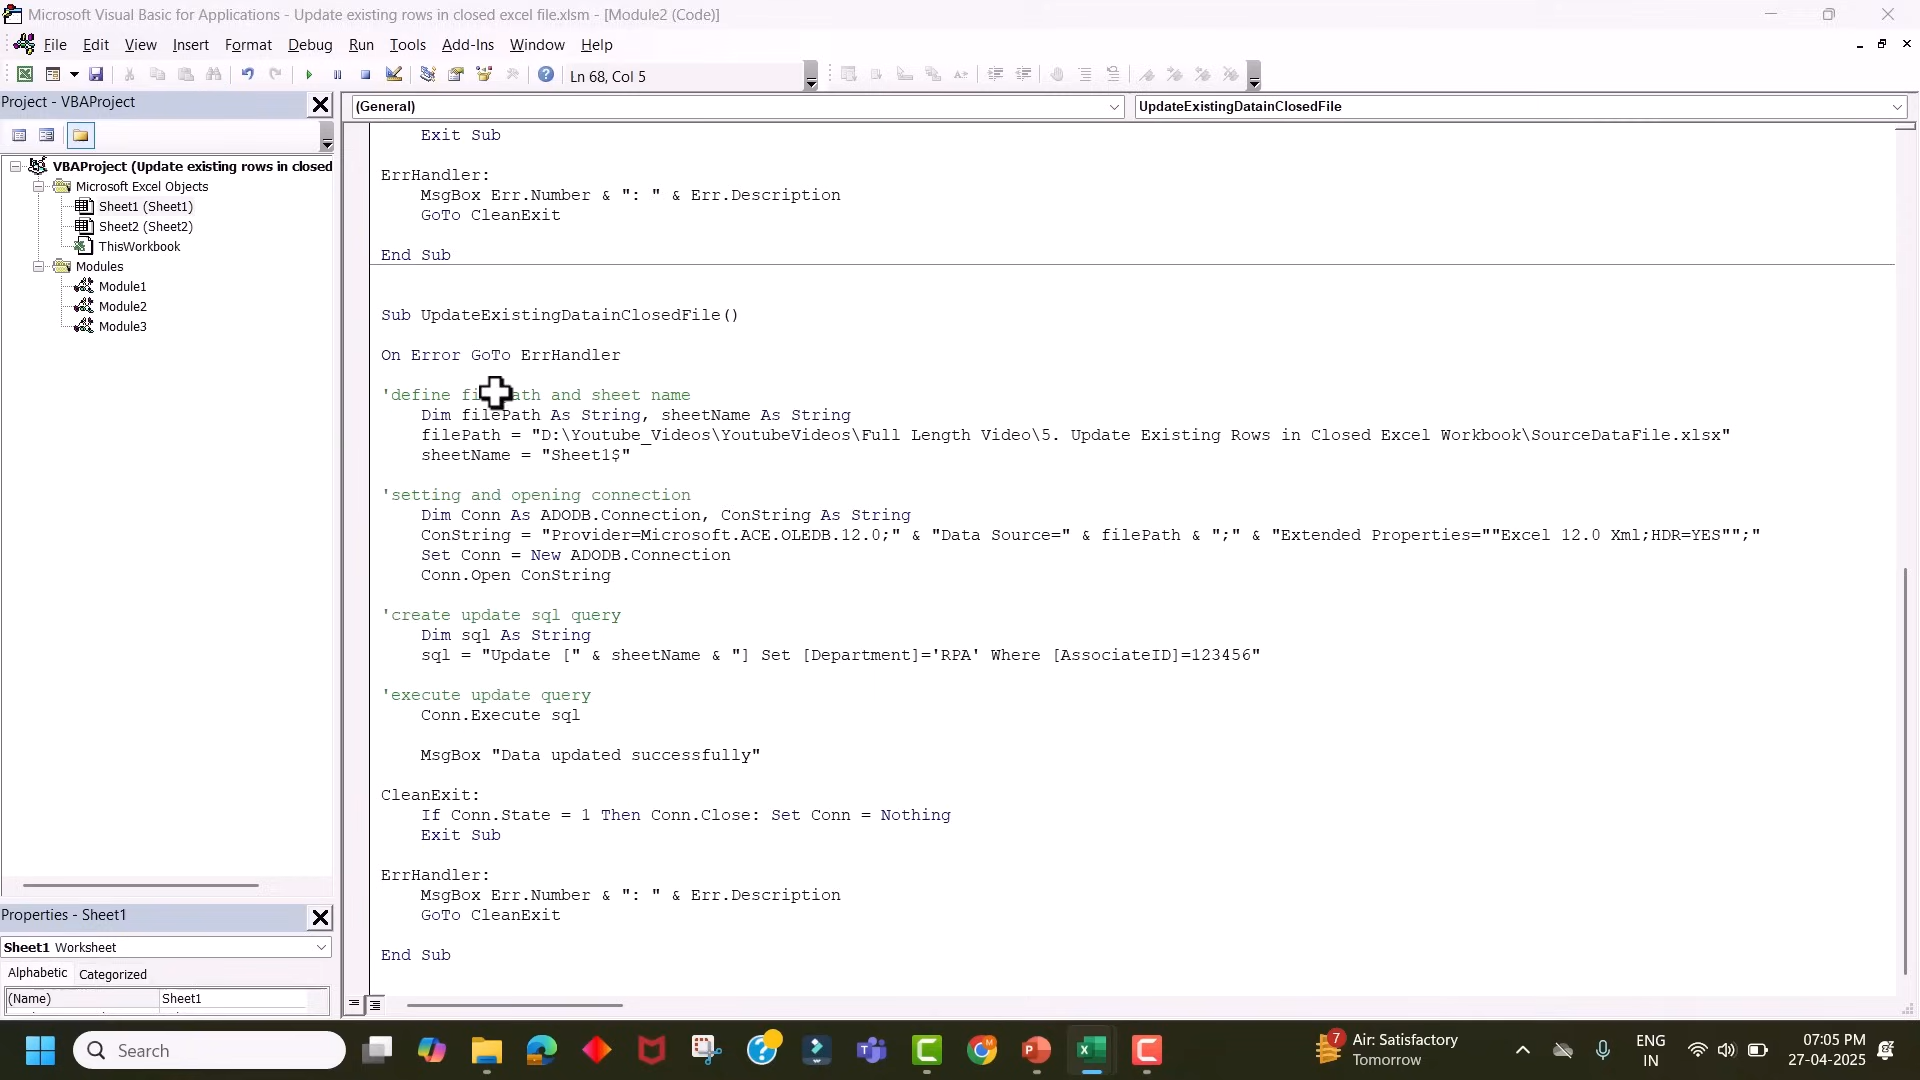 Microsoft Visual Basic for Applications - Update existing rows in closed excel file.xlsm - [Module2 (Code)]
File Edit View Insert Format Debug Run Tools Add-Ins Window Help
Ln 68, Col 5
Project - VBAProject
(General)
UpdateExistingDatainClosedFile
VBAProject (Update existing rows in closed
Microsoft Excel Objects
Sheet1 (Sheet1)
Sheet2 (Sheet2)
ThisWorkbook
Modules
Module1
Module2
Module3
Properties - Sheet1
Sheet1 Worksheet
Alphabetic Categorized
(Name) Sheet1
Exit Sub
ErrHandler:
MsgBox Err.Number & ": " & Err.Description
GoTo CleanExit
End Sub
Sub UpdateExistingDatainClosedFile()
On Error GoTo ErrHandler
'define and sheet name
Dim filePath As String, sheetName As String
filePath = "D:\Youtube_Videos\YoutubeVideos\Full Length Video\5. Update Existing Rows in Closed Excel Workbook\SourceDataFile.xlsx"
sheetName = "Sheet1$"
'setting and opening connection
Dim Conn As ADODB.Connection, ConString As String
ConString = "Provider=Microsoft.ACE.OLEDB.12.0;" & "Data Source=" & filePath & ";" & "Extended Properties=""Excel 12.0 Xml;HDR=YES"";"
Set Conn = New ADODB.Connection
Conn.Open ConString
'create update sql query
Dim sql As String
sql = "Update [" & sheetName & "] Set [Department]='RPA' Where [AssociateID]=123456"
'execute update query
Conn.Execute sql
MsgBox "Data updated successfully"
CleanExit:
If Conn.State = 1 Then Conn.Close: Set Conn = Nothing
Exit Sub
ErrHandler:
MsgBox Err.Number & ": " & Err.Description
GoTo CleanExit
End Sub
Search
7
Air: Satisfactory
Tomorrow
ENG
IN
07:05 PM
27-04-2025